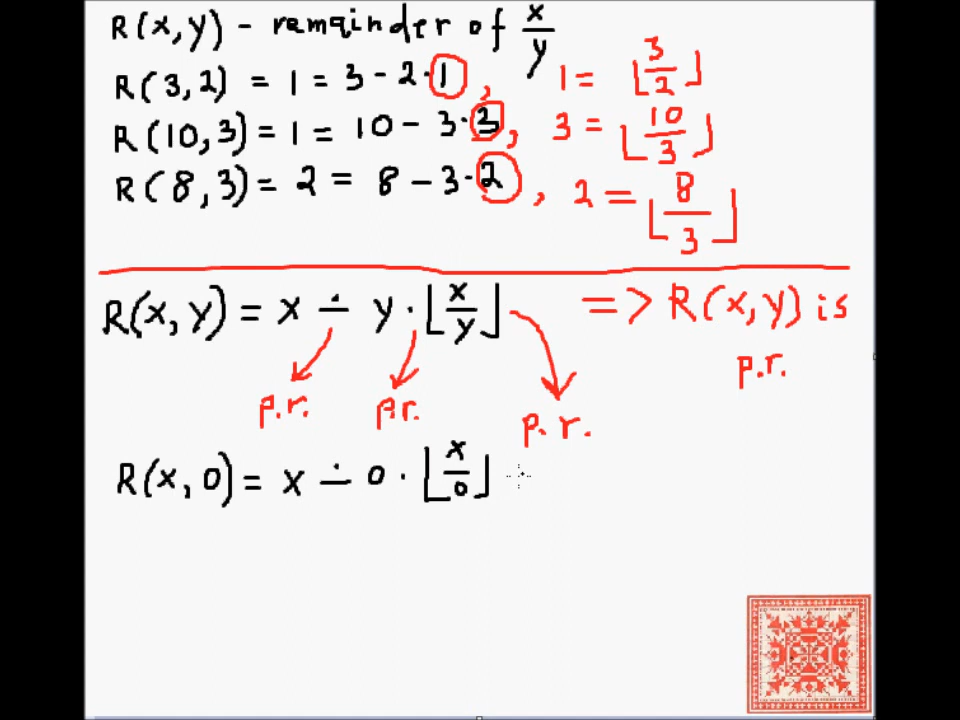 R(x,y) - remainder of x/y
R(3,2) = 1 = 3 - 2·1, 1 = ⌊3/2⌋
R(10,3) = 1 = 10 - 3·3, 3 = ⌊10/3⌋
R(8,3) = 2 = 8 - 3·2, 2 = ⌊8/3⌋
R(x,y) = x ∸ y·⌊x/y⌋ => R(x,y) is
p.r.
p.r. p.r. p.r.
R(x,0) = x ∸ 0·⌊x/0⌋